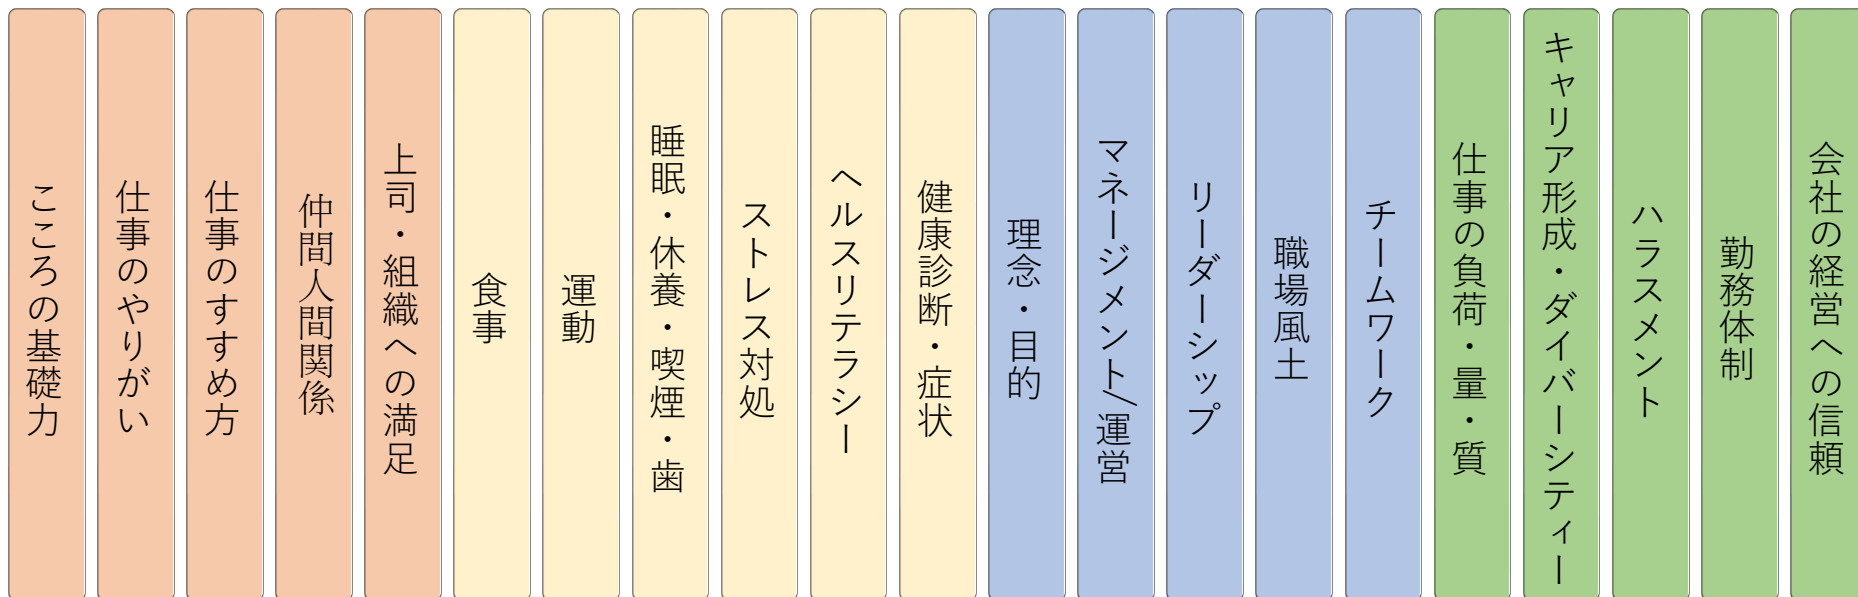 こころの基礎力
仕事のやりがい
仕事のすすめ方
仲間人間関係
上司・組織への満足
食事
運動
睡眠・休養・喫煙・歯
ストレス対処
ヘルスリテラシー
健康診断・症状
理念・目的
マネージメント/運営
リーダーシップ
職場風土
チームワーク
仕事の負荷・量・質
キャリア形成・ダイバーシティー
ハラスメント
勤務体制
会社の経営への信頼